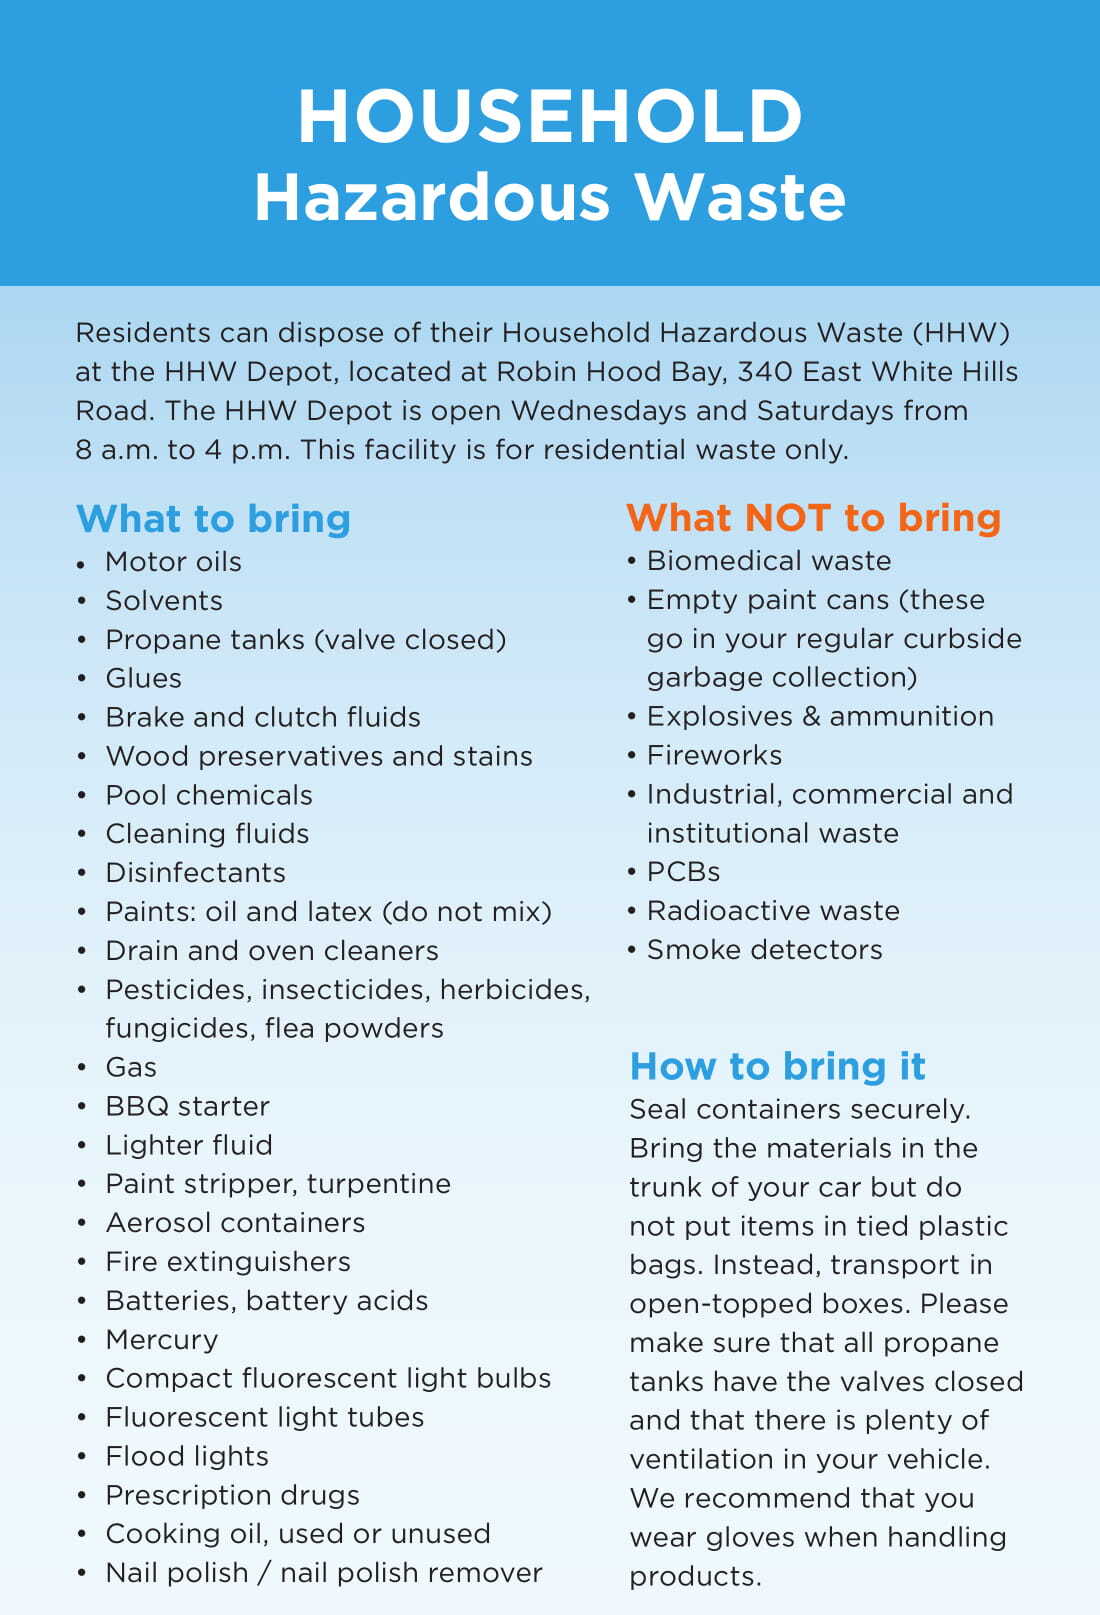 HOUSEHOLD
Hazardous Waste
Residents can dispose of their Household Hazardous Waste (HHW)
at the HHW Depot, located at Robin Hood Bay, 340 East White Hills
Road. The HHW Depot is open Wednesdays and Saturdays from
8 a.m. to 4 p.m. This facility is for residential waste only.
What to bring
• Motor oils
• Solvents
• Propane tanks (valve closed)
• Glues
• Brake and clutch fluids
• Wood preservatives and stains
• Pool chemicals
• Cleaning fluids
• Disinfectants
• Paints: oil and latex (do not mix)
• Drain and oven cleaners
• Pesticides, insecticides, herbicides,
fungicides, flea powders
• Gas
• BBQ starter
• Lighter fluid
• Paint stripper, turpentine
• Aerosol containers
• Fire extinguishers
• Batteries, battery acids
• Mercury
• Compact fluorescent light bulbs
• Fluorescent light tubes
• Flood lights
• Prescription drugs
• Cooking oil, used or unused
• Nail polish / nail polish remover
What NOT to bring
• Biomedical waste
• Empty paint cans (these
go in your regular curbside
garbage collection)
• Explosives & ammunition
• Fireworks
• Industrial, commercial and
institutional waste
• PCBs
• Radioactive waste
• Smoke detectors
How to bring it
Seal containers securely.
Bring the materials in the
trunk of your car but do
not put items in tied plastic
bags. Instead, transport in
open-topped boxes. Please
make sure that all propane
tanks have the valves closed
and that there is plenty of
ventilation in your vehicle.
We recommend that you
wear gloves when handling
products.